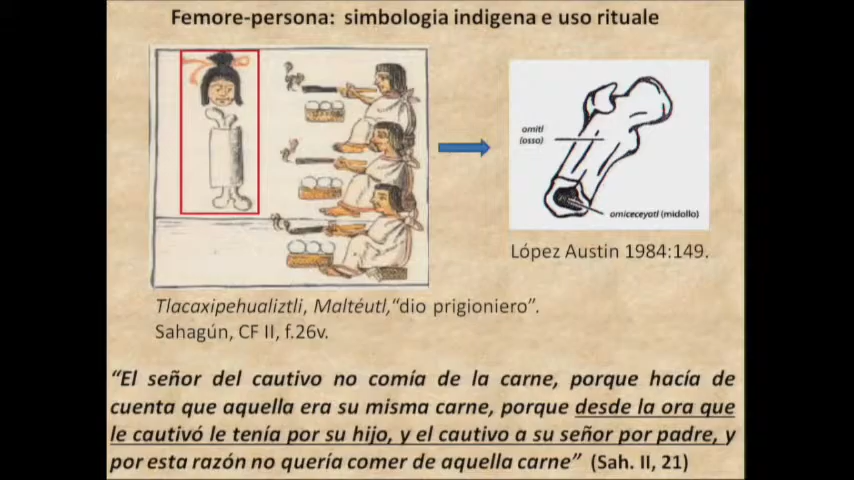 Femore-persona: simbologia indigena e uso rituale
omitl
(osso)
omiceceyotl (midollo)
López Austin 1984:149.
Tlacaxipehualiztli, Maltéutl,“dio prigioniero”.
Sahagún, CF II, f.26v.
“El señor del cautivo no comía de la carne, porque hacía de
cuenta que aquella era su misma carne, porque desde la ora que
le cautivó le tenía por su hijo, y el cautivo a su señor por padre, y
por esta razón no quería comer de aquella carne” (Sah. II, 21)